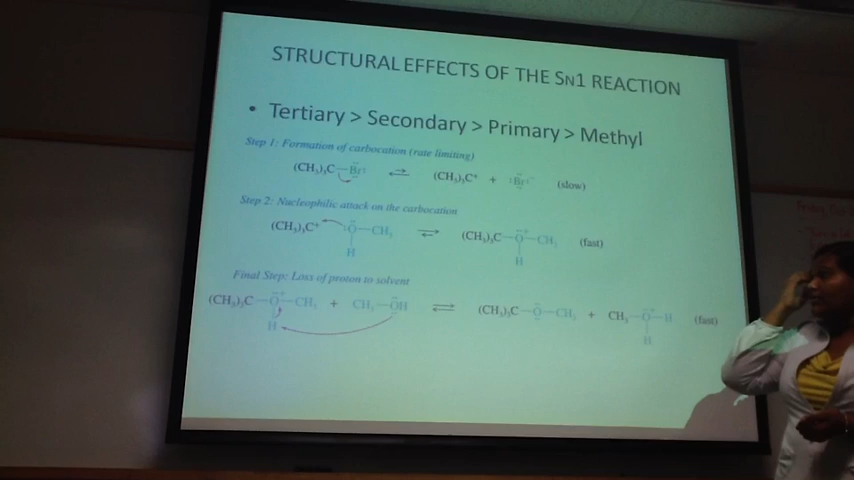 STRUCTURAL EFFECTS OF THE SN1 REACTION
• Tertiary > Secondary > Primary > Methyl
Step 1: Formation of carbocation (rate limiting)
(CH₃)₃C—Br: ⇌ (CH₃)₃C⁺ + :Br:⁻ (slow)
Step 2: Nucleophilic attack on the carbocation
(CH₃)₃C⁺ :O—CH₃ ⇌ (CH₃)₃C—O⁺—CH₃ (fast)
H H
Final Step: Loss of proton to solvent
(CH₃)₃C—O⁺—CH₃ + CH₃—OH ⇌ (CH₃)₃C—O—CH₃ + CH₃—O⁺—H (fast)
H H